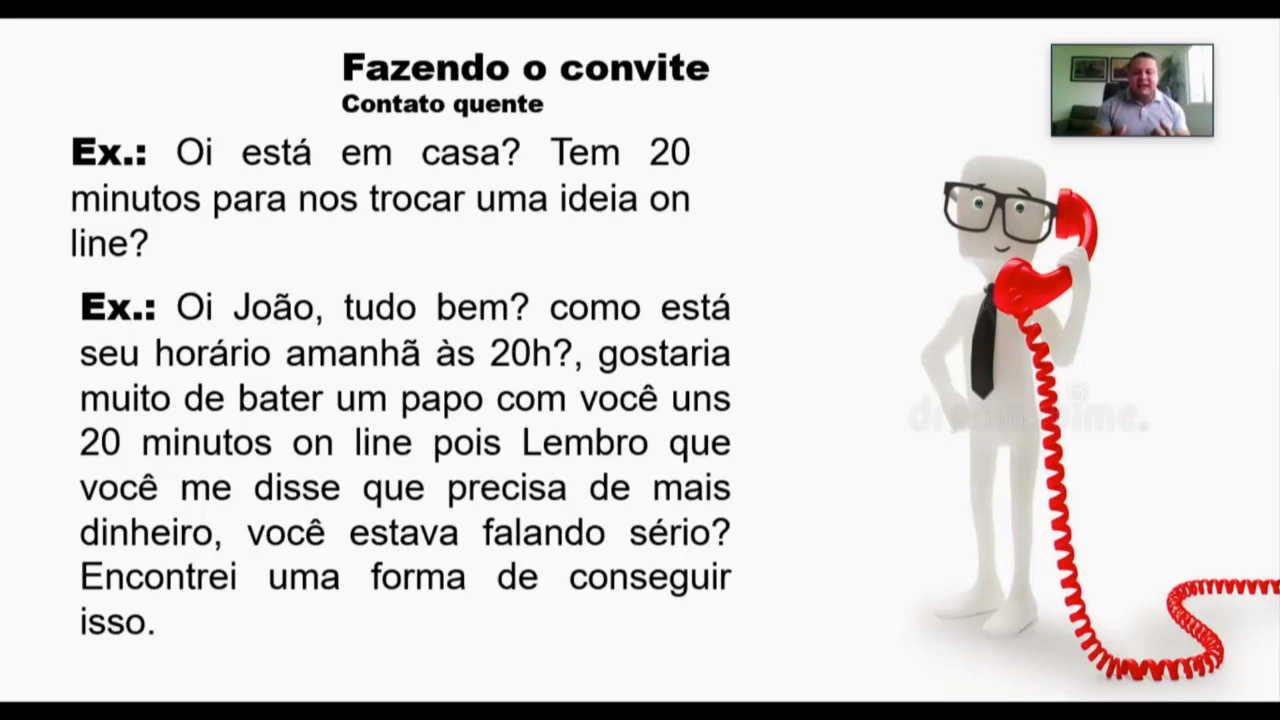 Fazendo o convite
Contato quente
Ex.: Oi está em casa? Tem 20
minutos para nos trocar uma ideia on
line?
Ex.: Oi João, tudo bem? como está
seu horário amanhã às 20h?, gostaria
muito de bater um papo com você uns
20 minutos on line pois Lembro que
você me disse que precisa de mais
dinheiro, você estava falando sério?
Encontrei uma forma de conseguir
isso.